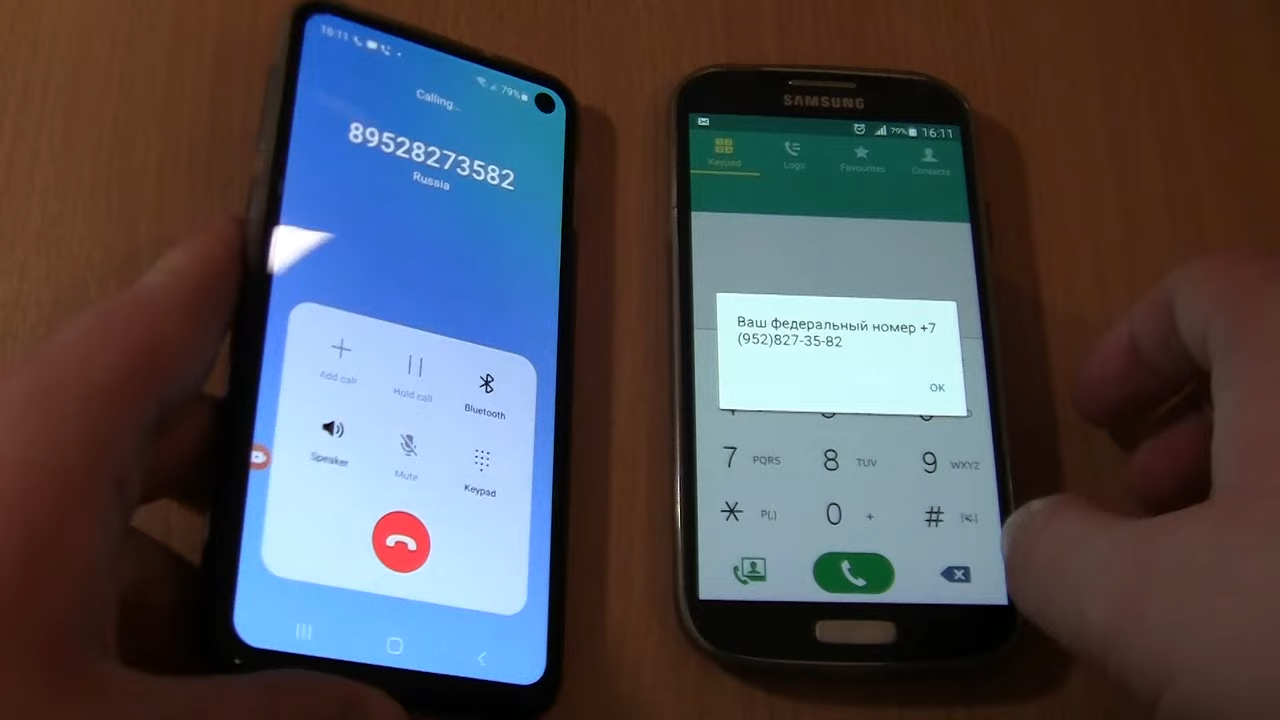 16:11
79%
Calling...
89528273582
Russia
Add call
Hold call
Bluetooth
Speaker
Mute
Keypad
SAMSUNG
79% 16:11
Keypad
Logs
Favourites
Contacts
Ваш федеральный номер +7
(952)827-35-82
OK
7 PQRS 8 TUV 9 WXYZ
* P(,) 0 + #